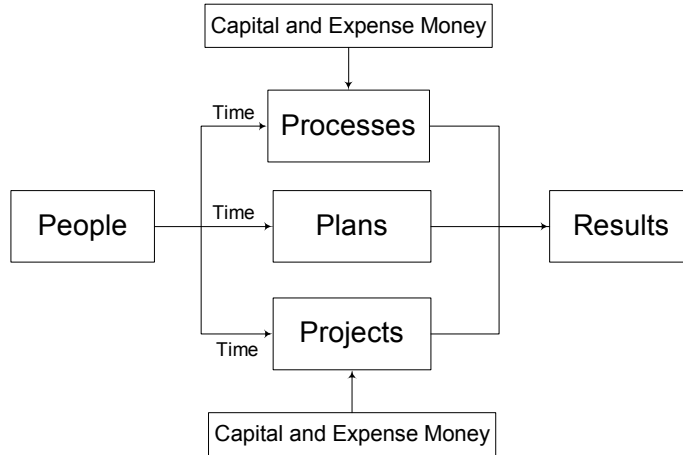 Capital and Expense Money
Time
Processes
People
Time
Plans
Results
Time
Projects
Capital and Expense Money